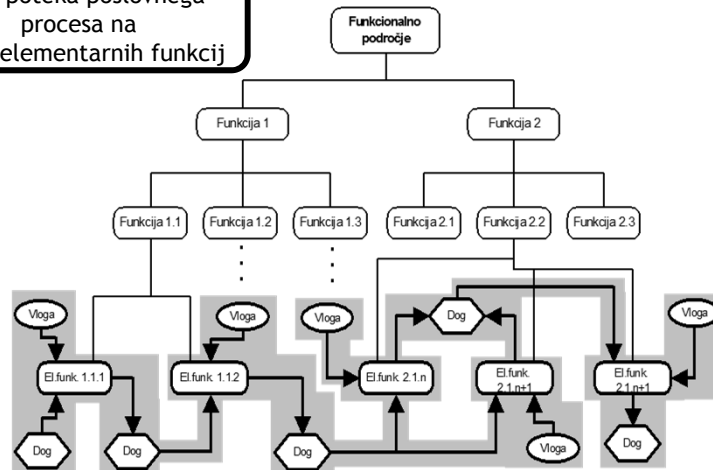 poteka poslovnega
procesa na
elementarnih funkcij
Funkcionalno
področje
Funkcija 1
Funkcija 2
Funkcija 1.1
Funkcija 1.2
Funkcija 1.3
Funkcija 2.1
Funkcija 2.2
Funkcija 2.3
Vloga
Vloga
Vloga
Dog
Vloga
El.funk. 1.1.1
El.funk. 1.1.2
El.funk. 2.1.n
El.funk.
2.1.n+1
El.funk.
2.1.n+1
Dog
Dog
Dog
Vloga
Dog